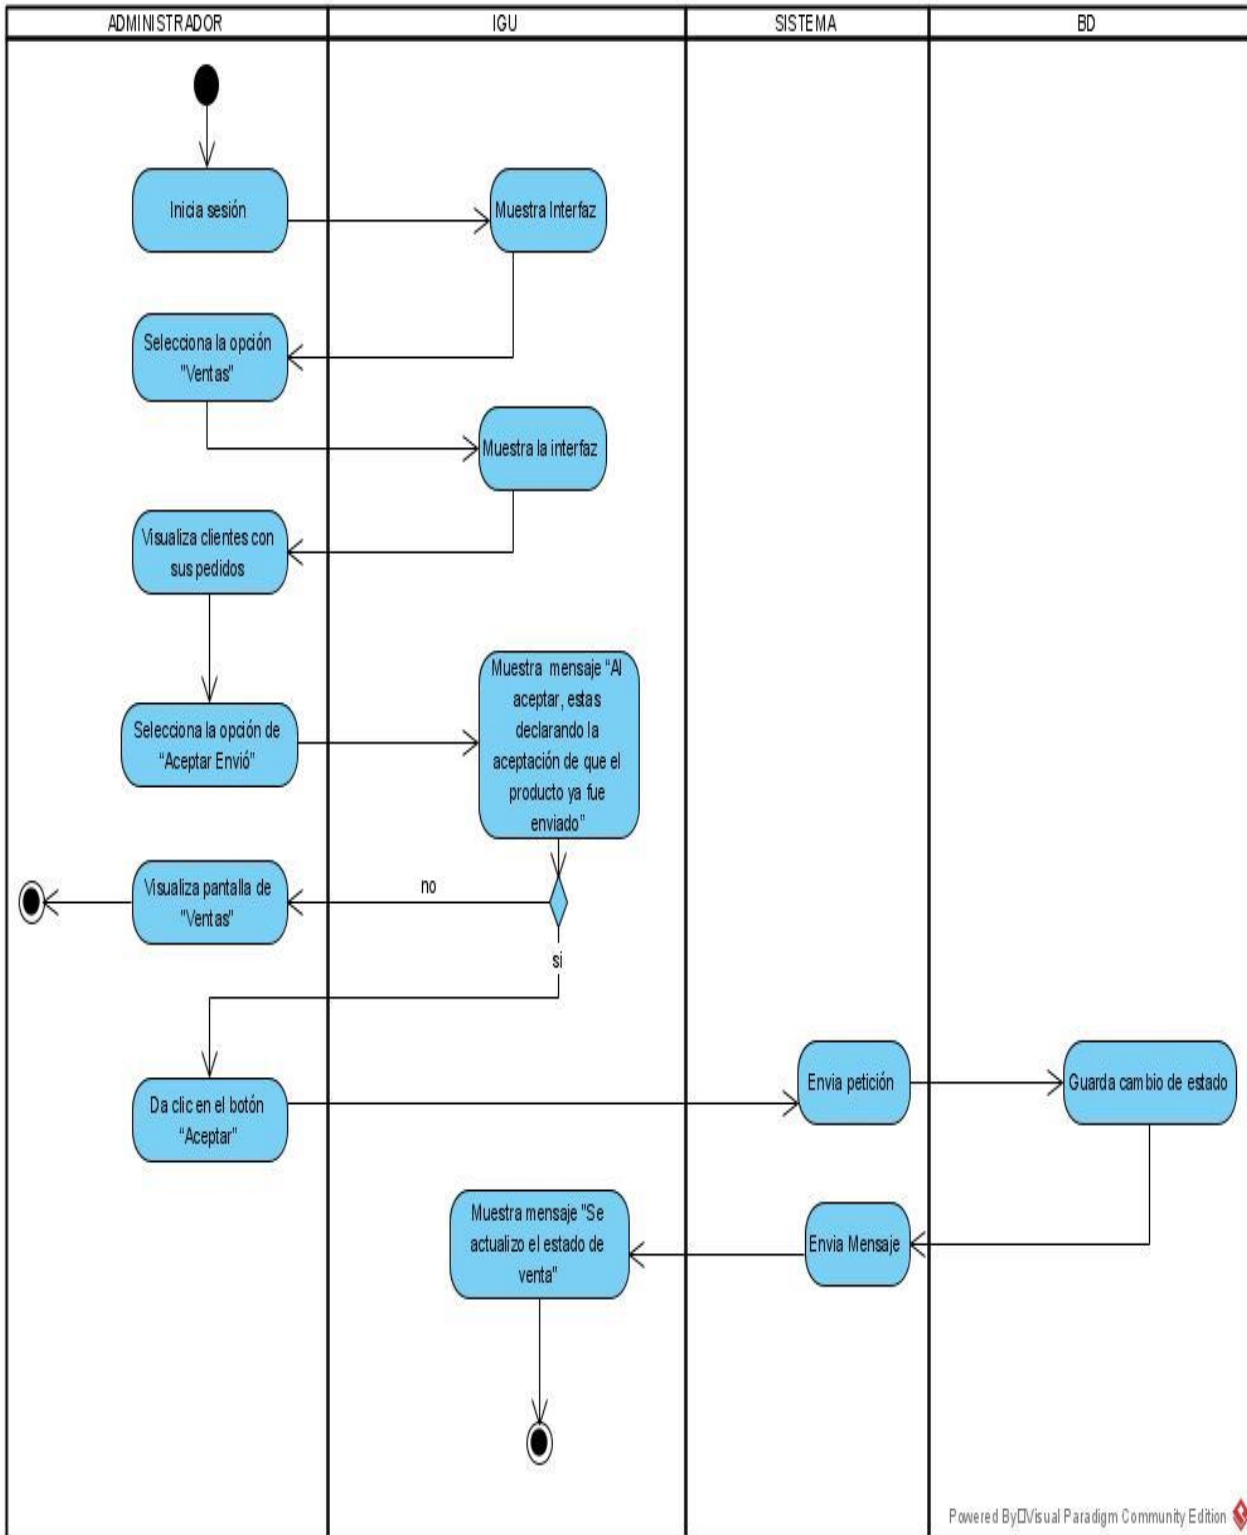 ADMINISTRADOR
IGU
SISTEMA
BD
Inicia sesión
Muestra Interfaz
Selecciona la opción
"Ventas"
Muestra la interfaz
Visualiza clientes con
sus pedidos
Selecciona la opción de
“Aceptar Envió”
Muestra mensaje “Al
aceptar, estas
declarando la
aceptación de que el
producto ya fue
enviado”
Visualiza pantalla de
"Ventas"
no
si
Da clic en el botón
“Aceptar”
Envia petición
Guarda cambio de estado
Muestra mensaje "Se
actualizo el estado de
venta"
Envia Mensaje
Powered By□Visual Paradigm Community Edition